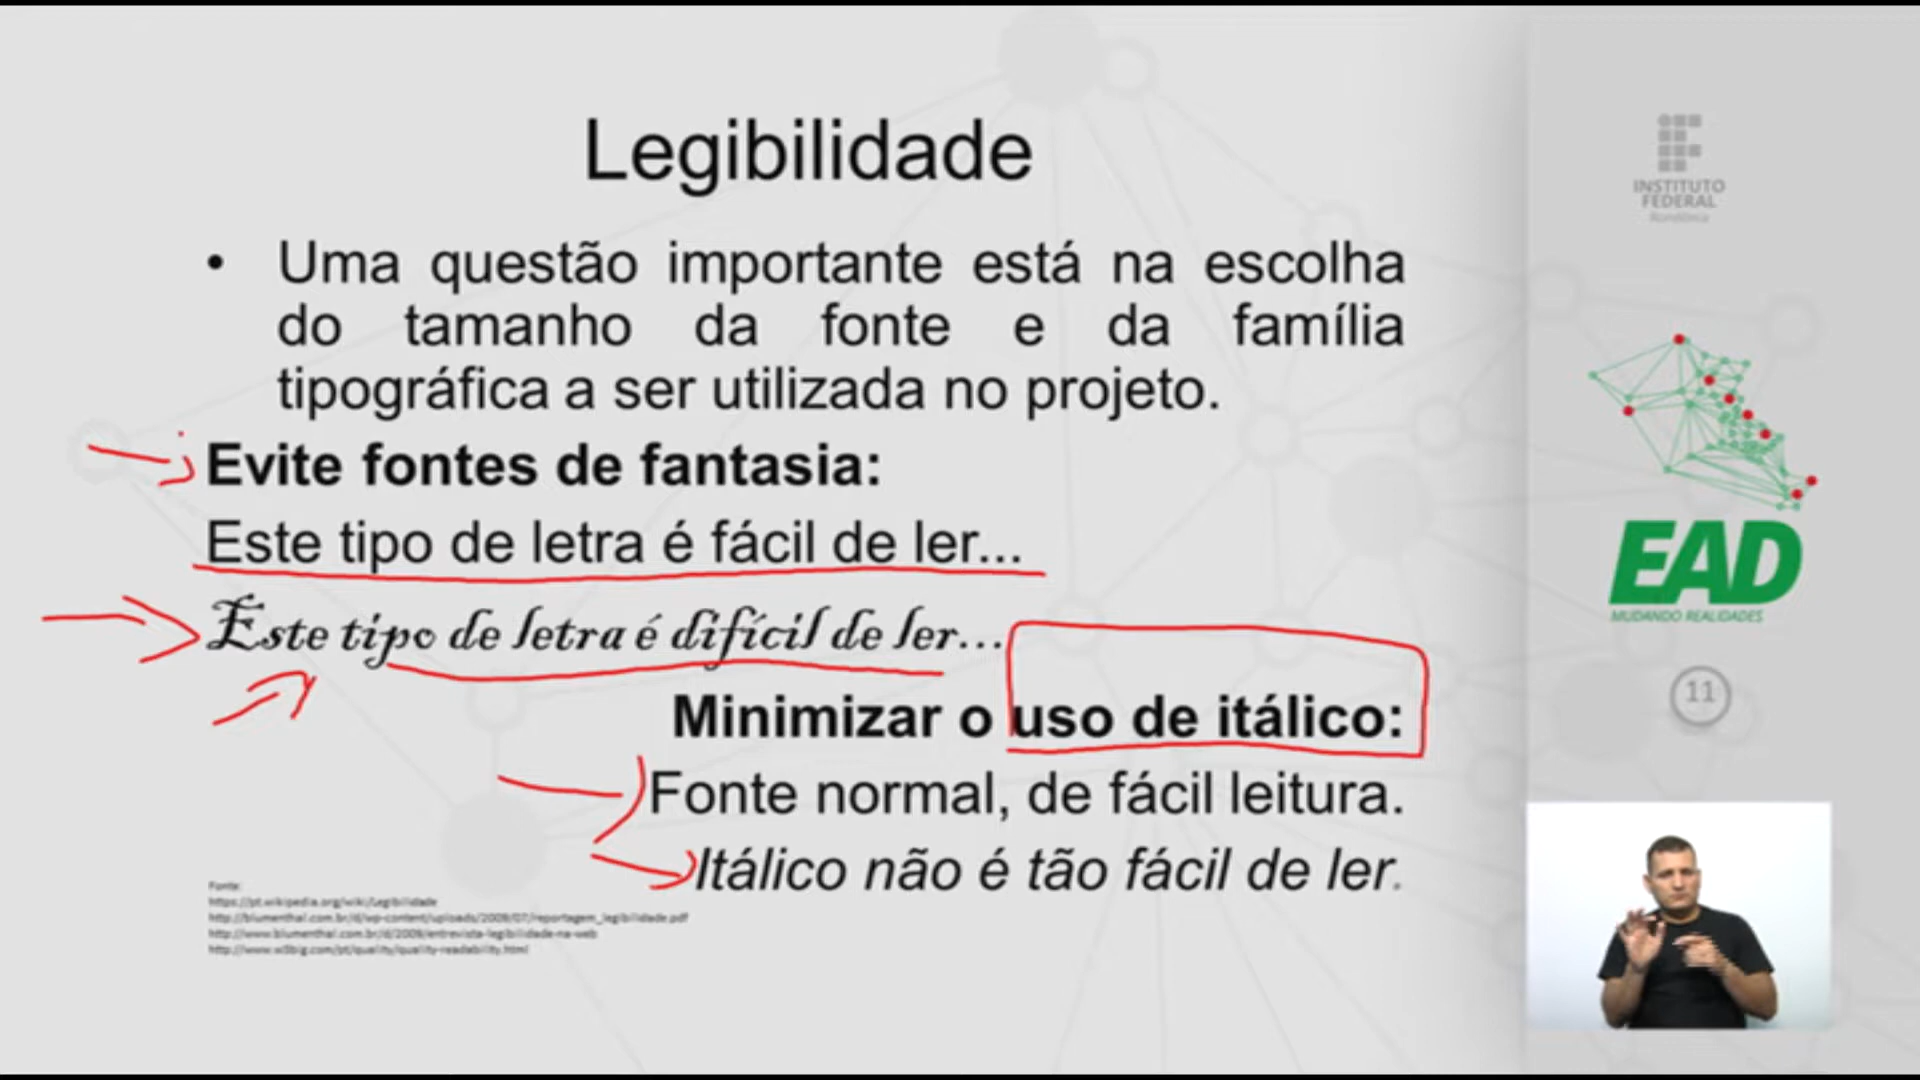 Legibilidade
• Uma questão importante está na escolha
do tamanho da fonte e da família
tipográfica a ser utilizada no projeto.
Evite fontes de fantasia:
Este tipo de letra é fácil de ler...
Este tipo de letra é difícil de ler...
Minimizar o uso de itálico:
Fonte normal, de fácil leitura.
Itálico não é tão fácil de ler.
Fonte:
https://pt.wikipedia.org/wiki/Legibilidade
http://blumenthal.com.br/d/wp-content/uploads/2009/07/reportagem_legibilidade.pdf
http://www.blumenthal.com.br/d/2009/entrevista-legibilidade-na-web
http://www.w3big.com/pt/quality/quality-readability.html
INSTITUTO
FEDERAL
Rondônia
EAD
MUDANDO REALIDADES
11